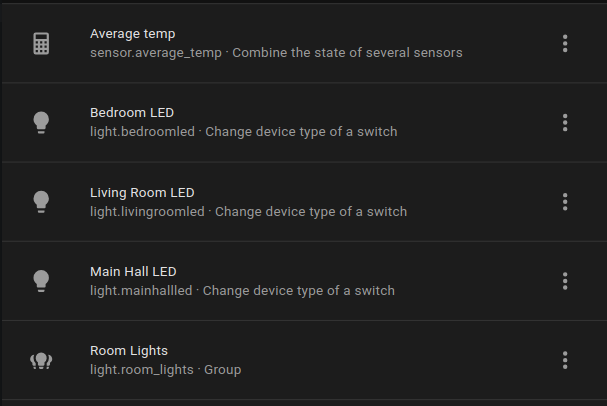 Average temp
sensor.average_temp · Combine the state of several sensors
Bedroom LED
light.bedroomled · Change device type of a switch
Living Room LED
light.livingroomled · Change device type of a switch
Main Hall LED
light.mainhallled · Change device type of a switch
Room Lights
light.room_lights · Group